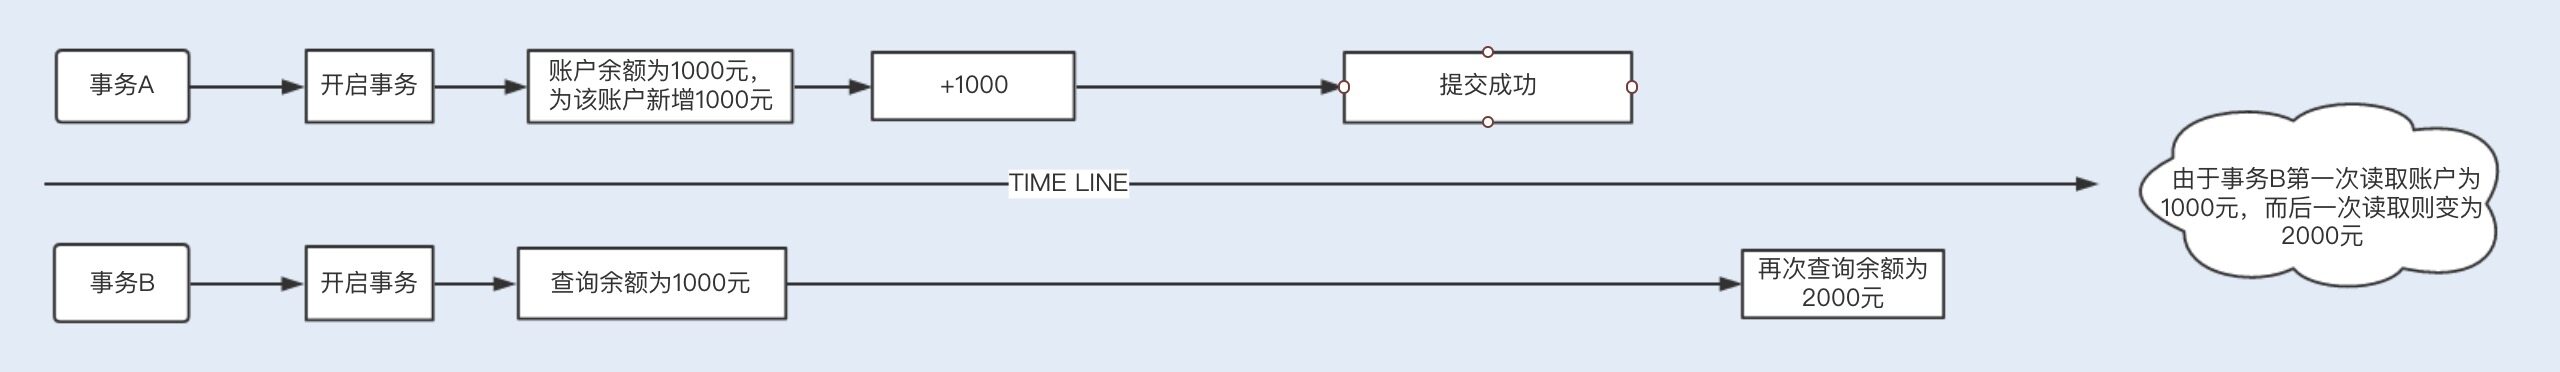 事务A
开启事务
账户余额为1000元，
为该账户新增1000元
+1000
提交成功
TIME LINE
由于事务B第一次读取账户为
1000元，而后一次读取则变为
2000元
事务B
开启事务
查询余额为1000元
再次查询余额为
2000元